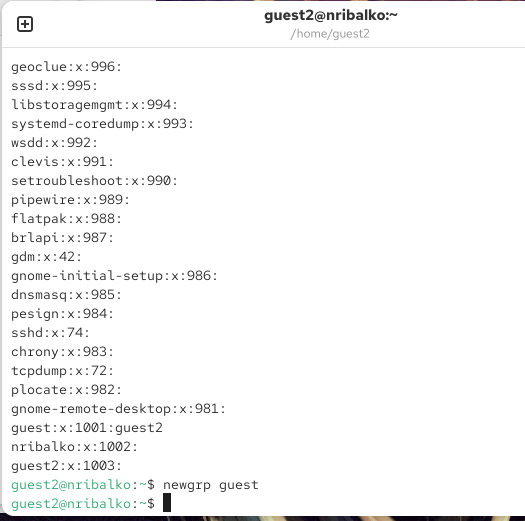 guest2@nribalko:~
/home/guest2
geoclue:x:996:
sssd:x:995:
libstoragemgmt:x:994:
systemd-coredump:x:993:
wsdd:x:992:
clevis:x:991:
setroubleshoot:x:990:
pipewire:x:989:
flatpak:x:988:
brlapi:x:987:
gdm:x:42:
gnome-initial-setup:x:986:
dnsmasq:x:985:
pesign:x:984:
sshd:x:74:
chrony:x:983:
tcpdump:x:72:
plocate:x:982:
gnome-remote-desktop:x:981:
guest:x:1001:guest2
nribalko:x:1002:
guest2:x:1003:
guest2@nribalko:~$ newgrp guest
guest2@nribalko:~$